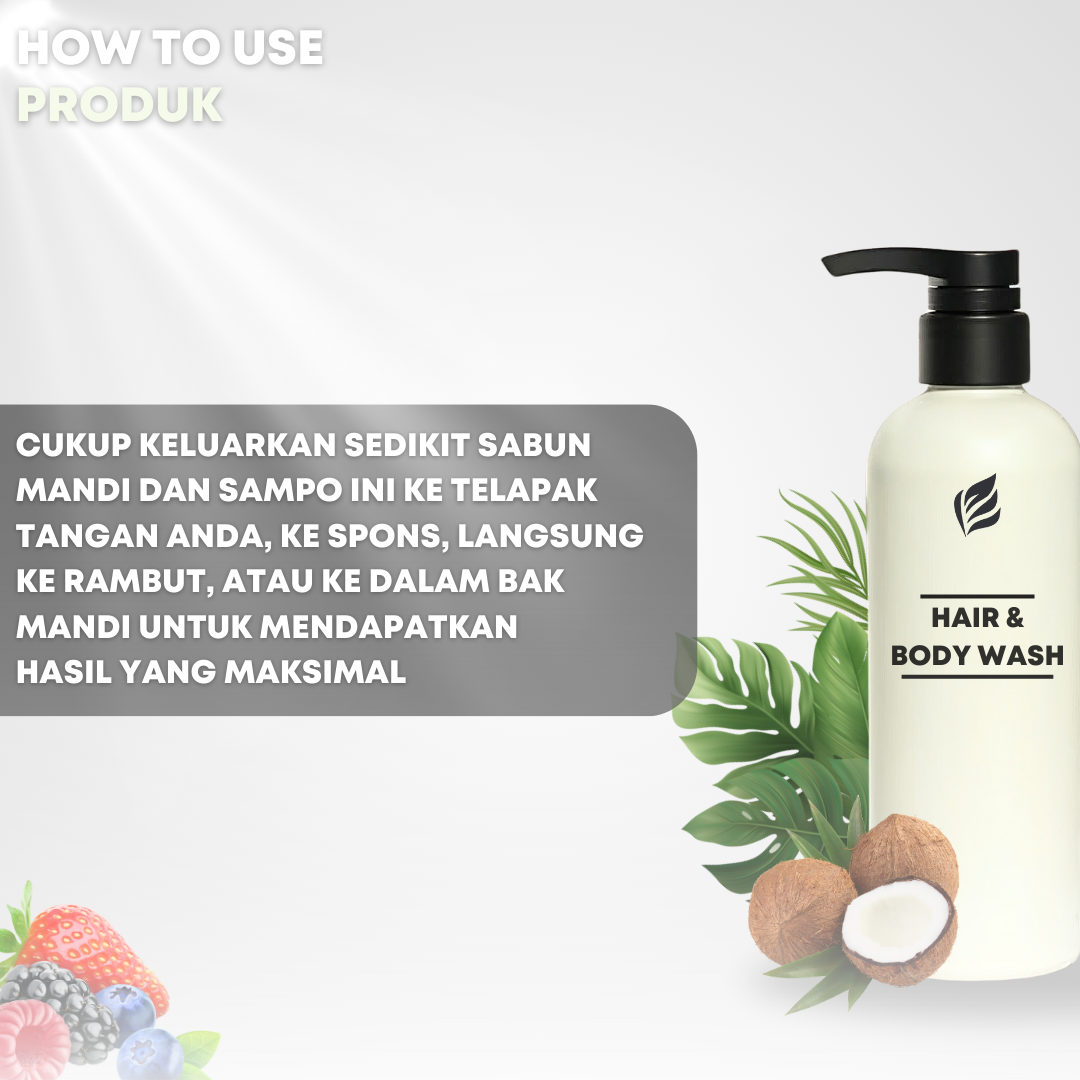 HOW TO USE
PRODUK
CUKUP KELUARKAN SEDIKIT SABUN
MANDI DAN SAMPO INI KE TELAPAK
TANGAN ANDA, KE SPONS, LANGSUNG
KE RAMBUT, ATAU KE DALAM BAK
MANDI UNTUK MENDAPATKAN
HASIL YANG MAKSIMAL
HAIR &
BODY WASH